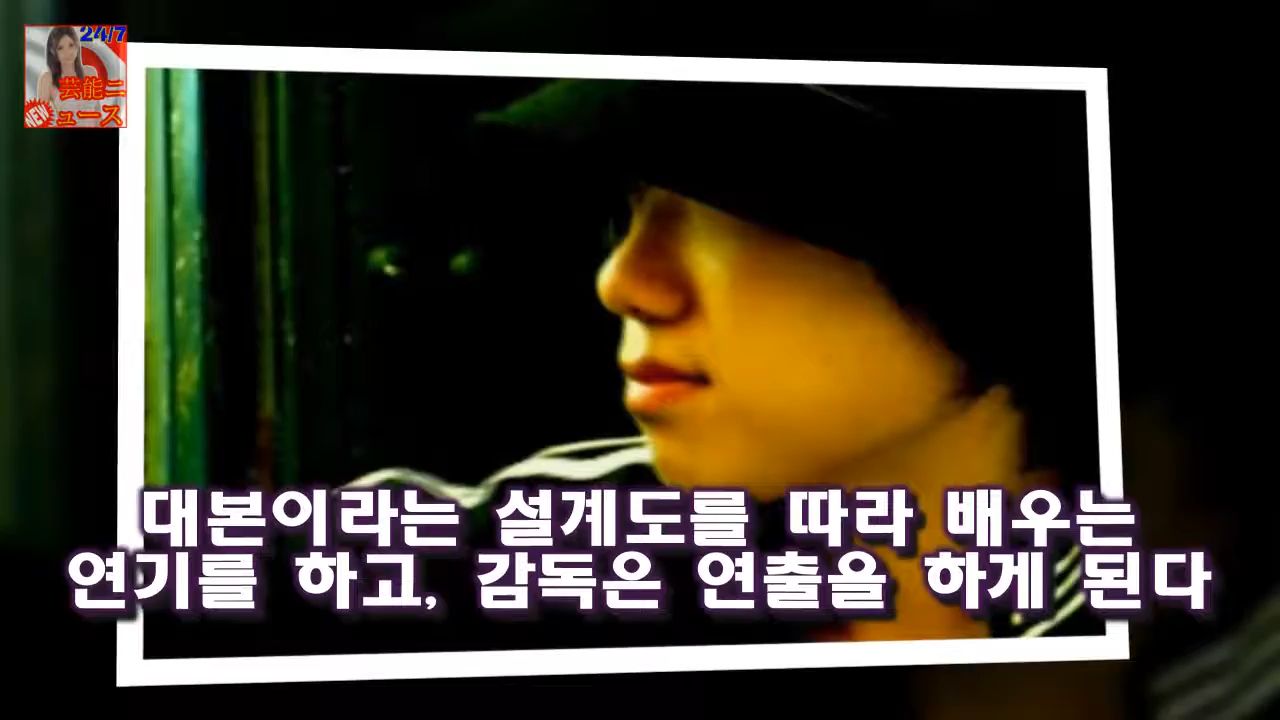 24/7
芸能ニ
ュース
NEW
대본이라는 설계도를 따라 배우는
연기를 하고, 감독은 연출을 하게 된다